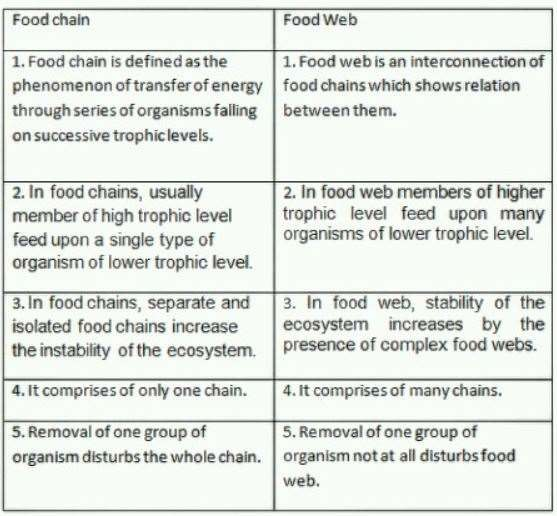 Food chain
Food Web
1. Food chain is defined as the
phenomenon of transfer of energy
through series of organisms falling
on successive trophic levels.
1. Food web is an interconnection of
food chains which shows relation
between them.
2. In food chains, usually
member of high trophic level
feed upon a single type of
organism of lower trophic level.
2. In food web members of higher
trophic level feed upon many
organisms of lower trophic level.
3. In food chains, separate and
isolated food chains increase
the instability of the ecosystem.
3. In food web, stability of the
ecosystem increases by the
presence of complex food webs.
4. It comprises of only one chain.
4. It comprises of many chains.
5. Removal of one group of
organism disturbs the whole chain.
5. Removal of one group of
organism not at all disturbs food
web.